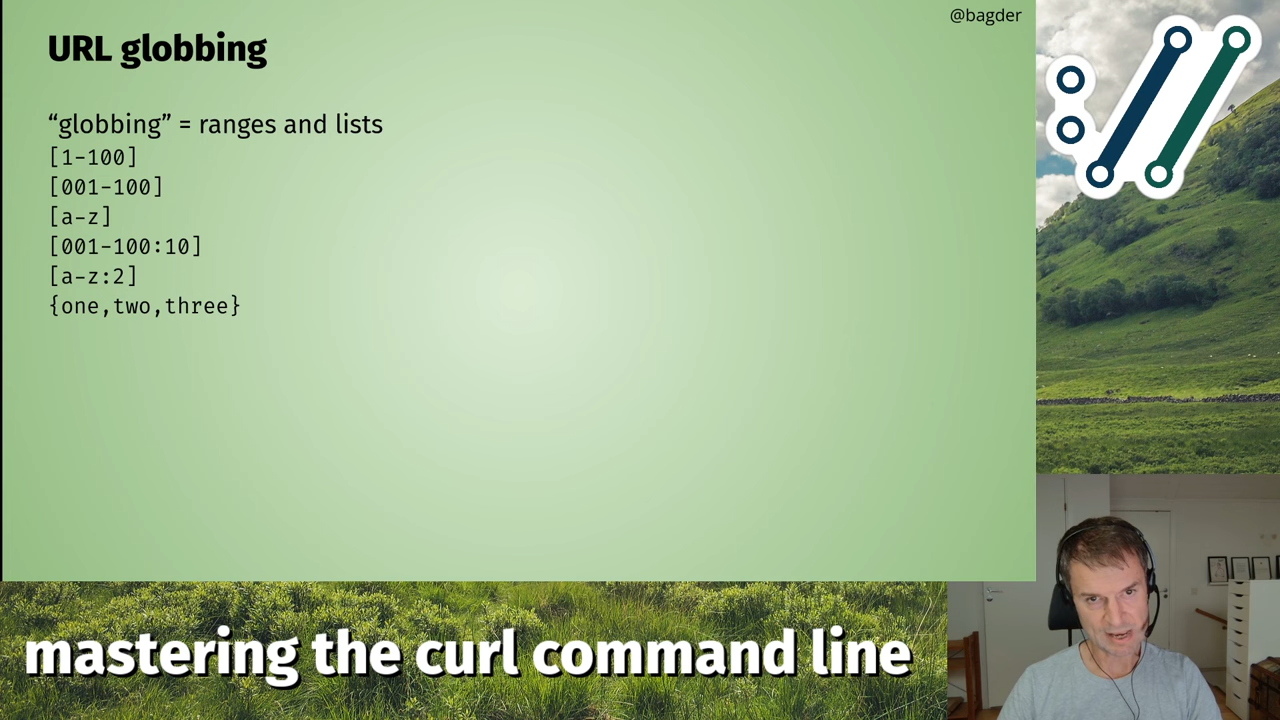 @bagder
URL globbing
“globbing” = ranges and lists
[1-100]
[001-100]
[a-z]
[001-100:10]
[a-z:2]
{one,two,three}
mastering the curl command line